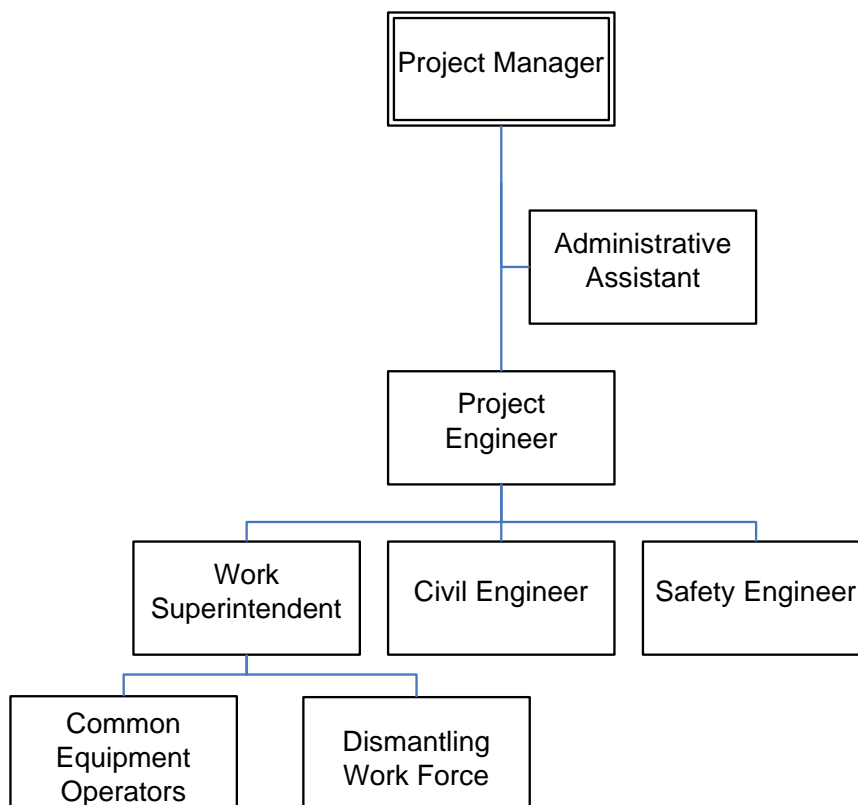 Project Manager
Administrative
Assistant
Project
Engineer
Work
Superintendent
Civil Engineer
Safety Engineer
Common
Equipment
Operators
Dismantling
Work Force